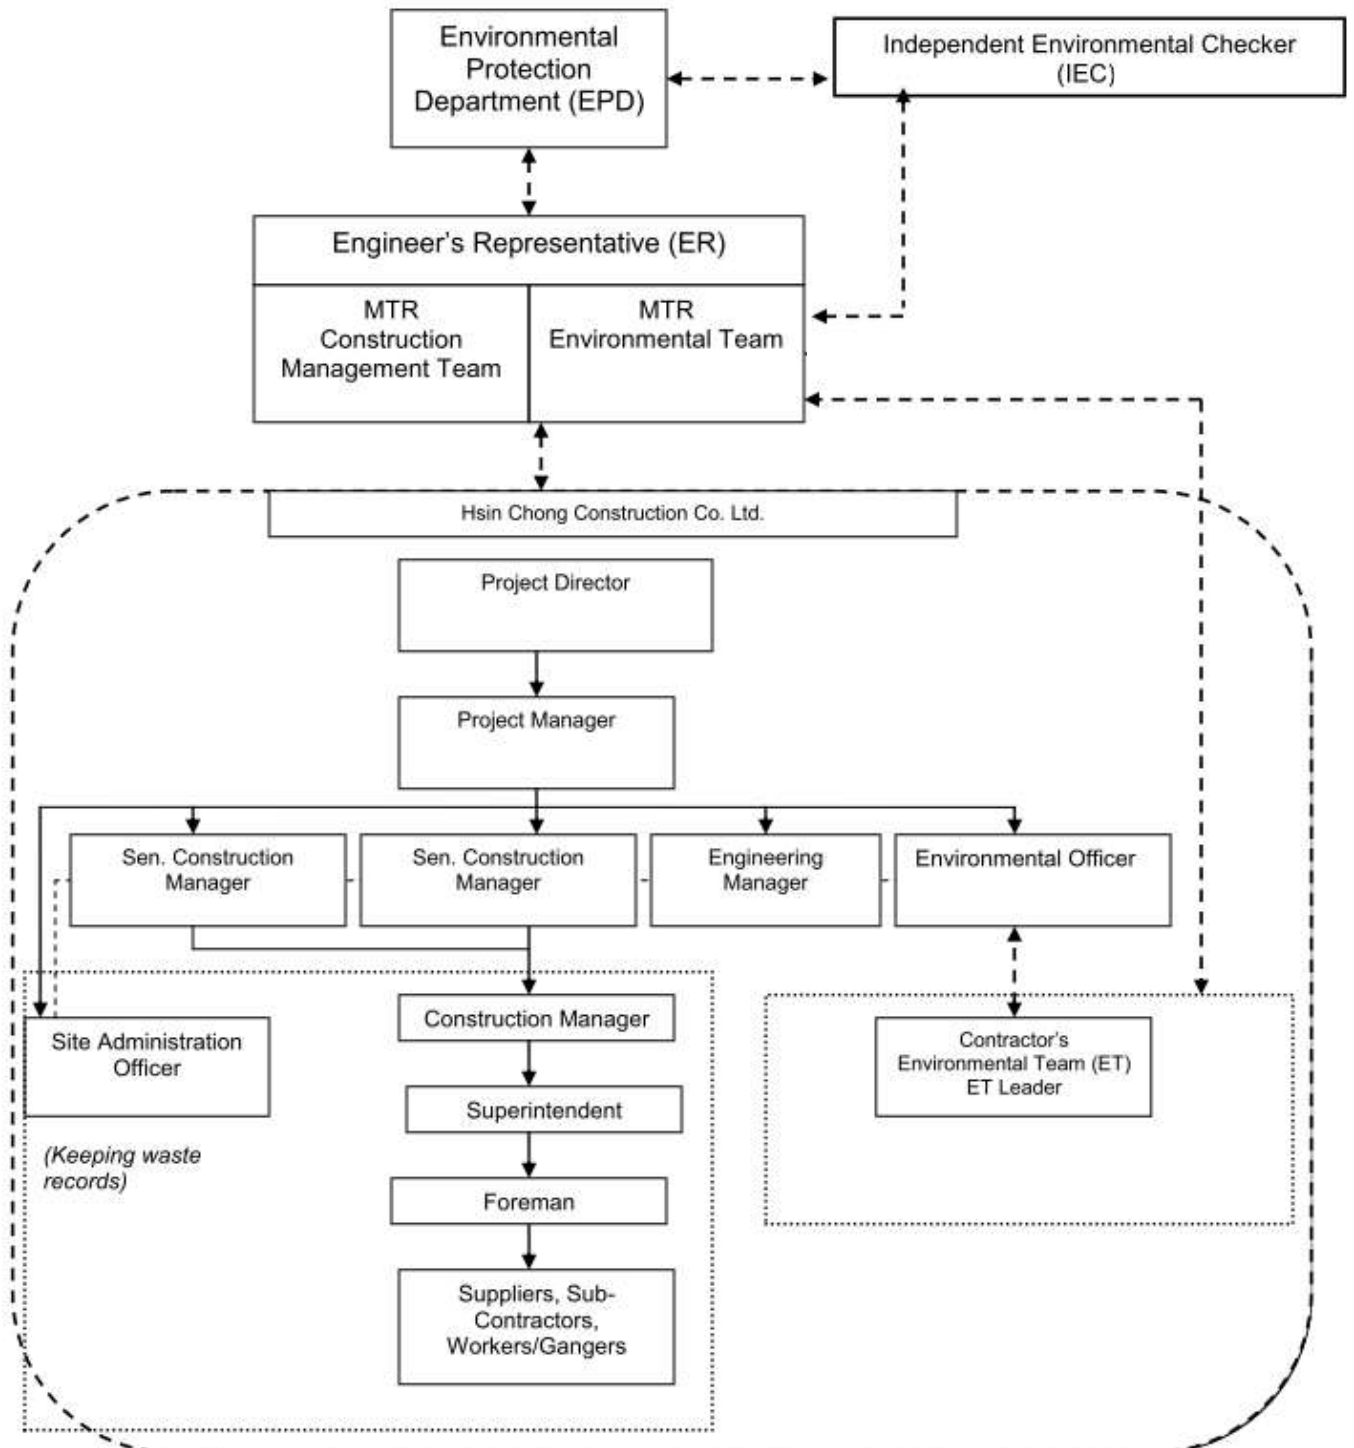 Environmental
Protection
Department (EPD)
Independent Environmental Checker
(IEC)
Engineer's Representative (ER)
MTR
Construction
Management Team
MTR
Environmental Team
Hsin Chong Construction Co. Ltd.
Project Director
Project Manager
Sen. Construction
Manager
Sen. Construction
Manager
Engineering
Manager
Environmental Officer
Site Administration
Officer
(Keeping waste
records)
Construction Manager
Superintendent
Foreman
Suppliers, Sub-
Contractors,
Workers/Gangers
Contractor's
Environmental Team (ET)
ET Leader